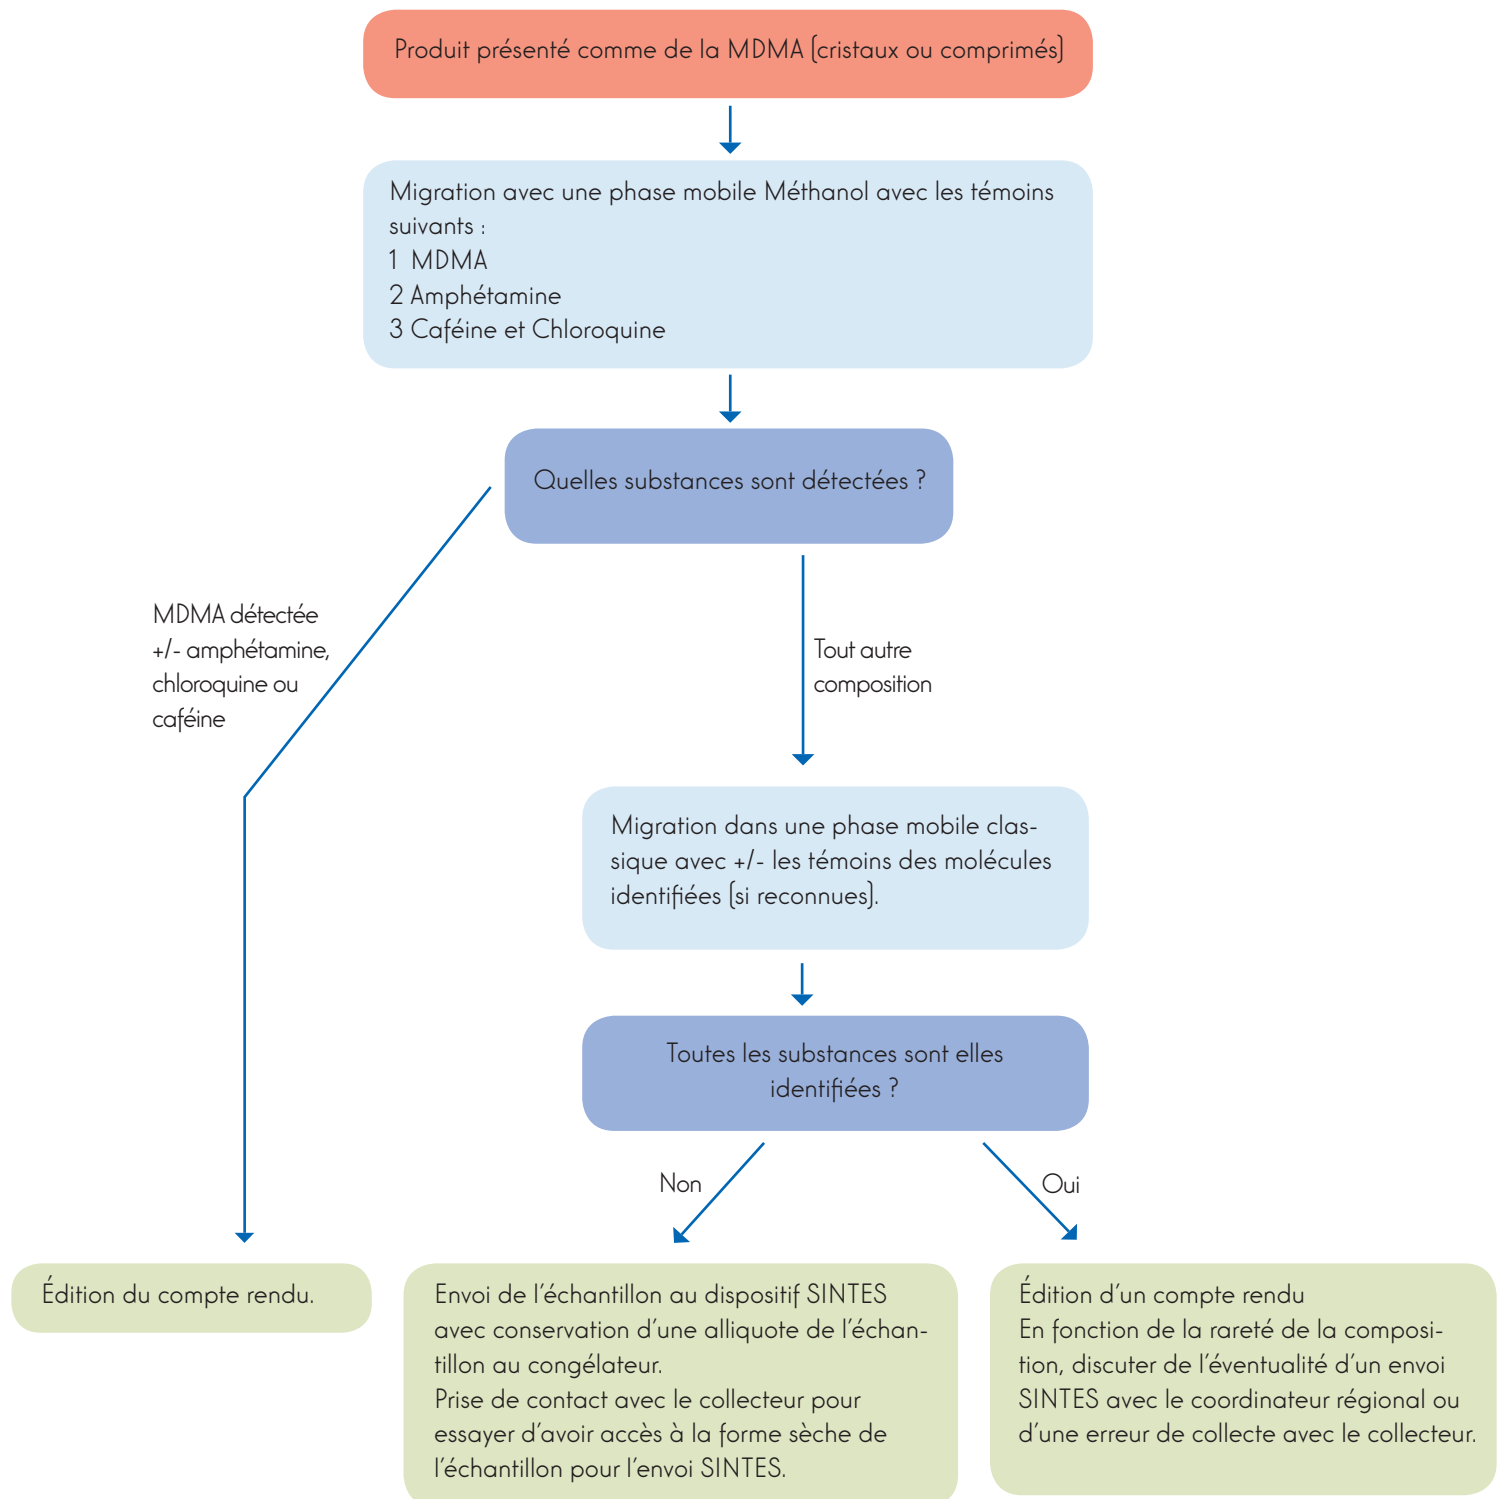 Produit présenté comme de la MDMA (cristaux ou comprimés)
Migration avec une phase mobile Méthanol avec les témoins
suivants :
1 MDMA
2 Amphétamine
3 Caféine et Chloroquine
Quelles substances sont détectées ?
MDMA détectée
+/- amphétamine,
chloroquine ou
caféine
Tout autre
composition
Migration dans une phase mobile clas-
sique avec +/- les témoins des molécules
identifiées (si reconnues).
Toutes les substances sont elles
identifiées ?
Non
Oui
Édition du compte rendu.
Envoi de l'échantillon au dispositif SINTES
avec conservation d'une alliquote de l'échan-
tillon au congélateur.
Prise de contact avec le collecteur pour
essayer d'avoir accès à la forme sèche de
l'échantillon pour l'envoi SINTES.
Édition d'un compte rendu
En fonction de la rareté de la composi-
tion, discuter de l'éventualité d'un envoi
SINTES avec le coordinateur régional ou
d'une erreur de collecte avec le collecteur.